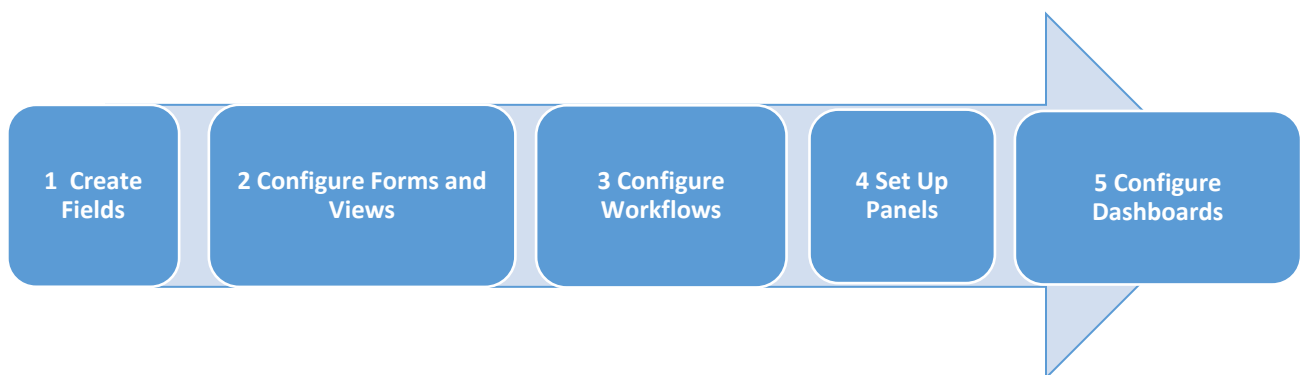 1  Create
Fields
2 Configure Forms and
Views
3 Configure
Workflows
4 Set Up
Panels
5 Configure
Dashboards